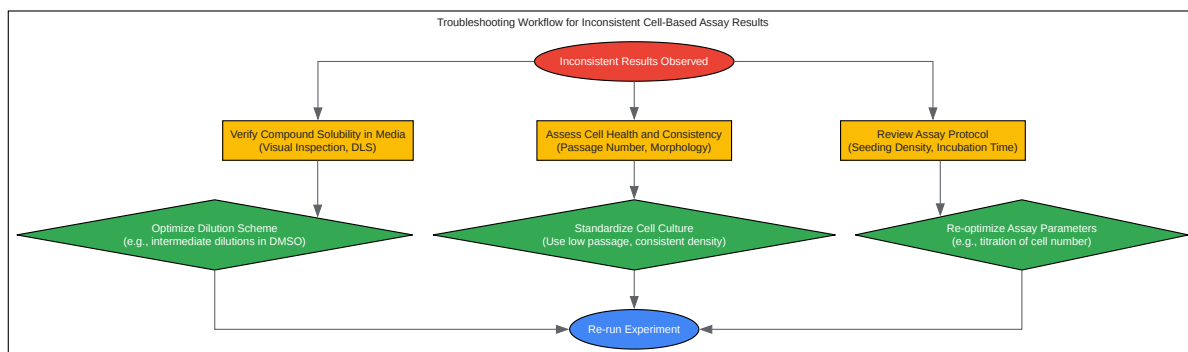 Troubleshooting Workflow for Inconsistent Cell-Based Assay Results
Inconsistent Results Observed
Verify Compound Solubility in Media
(Visual Inspection, DLS)
Assess Cell Health and Consistency
(Passage Number, Morphology)
Review Assay Protocol
(Seeding Density, Incubation Time)
Optimize Dilution Scheme
(e.g., intermediate dilutions in DMSO)
Standardize Cell Culture
(Use low passage, consistent density)
Re-optimize Assay Parameters
(e.g., titration of cell number)
Re-run Experiment